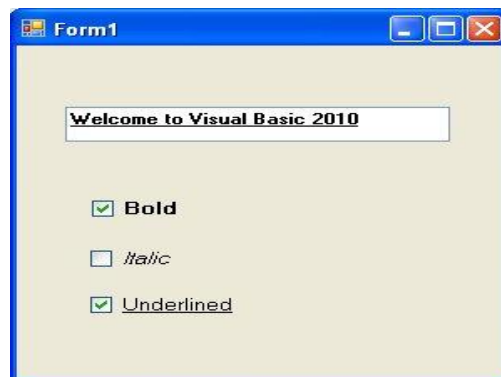 Form1
Welcome to Visual Basic 2010
Bold
Italic
Underlined